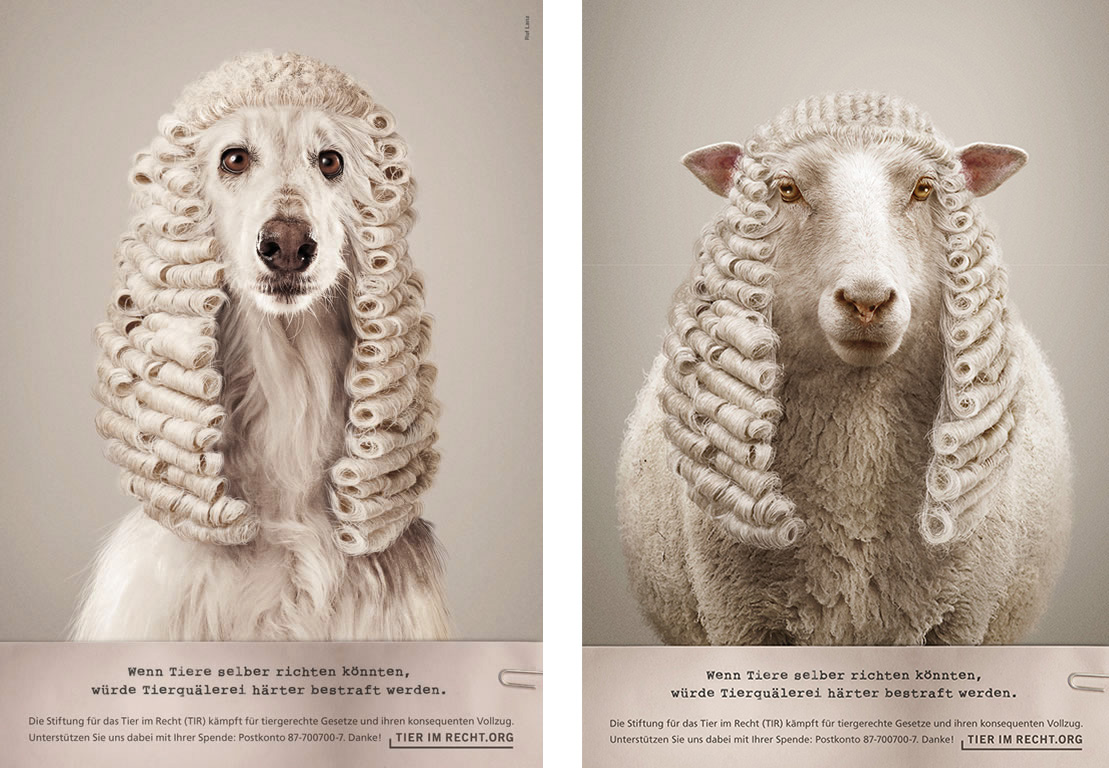 Rof Lanz
Wenn Tiere selber richten könnten,
würde Tierquälerei härter bestraft werden.
Die Stiftung für das Tier im Recht (TIR) kämpft für tiergerechte Gesetze und ihren konsequenten Vollzug.
Unterstützen Sie uns dabei mit Ihrer Spende: Postkonto 87-700700-7. Danke! TIER IM RECHT.ORG
Wenn Tiere selber richten könnten,
würde Tierquälerei härter bestraft werden.
Die Stiftung für das Tier im Recht (TIR) kämpft für tiergerechte Gesetze und ihren konsequenten Vollzug.
Unterstützen Sie uns dabei mit Ihrer Spende: Postkonto 87-700700-7. Danke! TIER IM RECHT.ORG